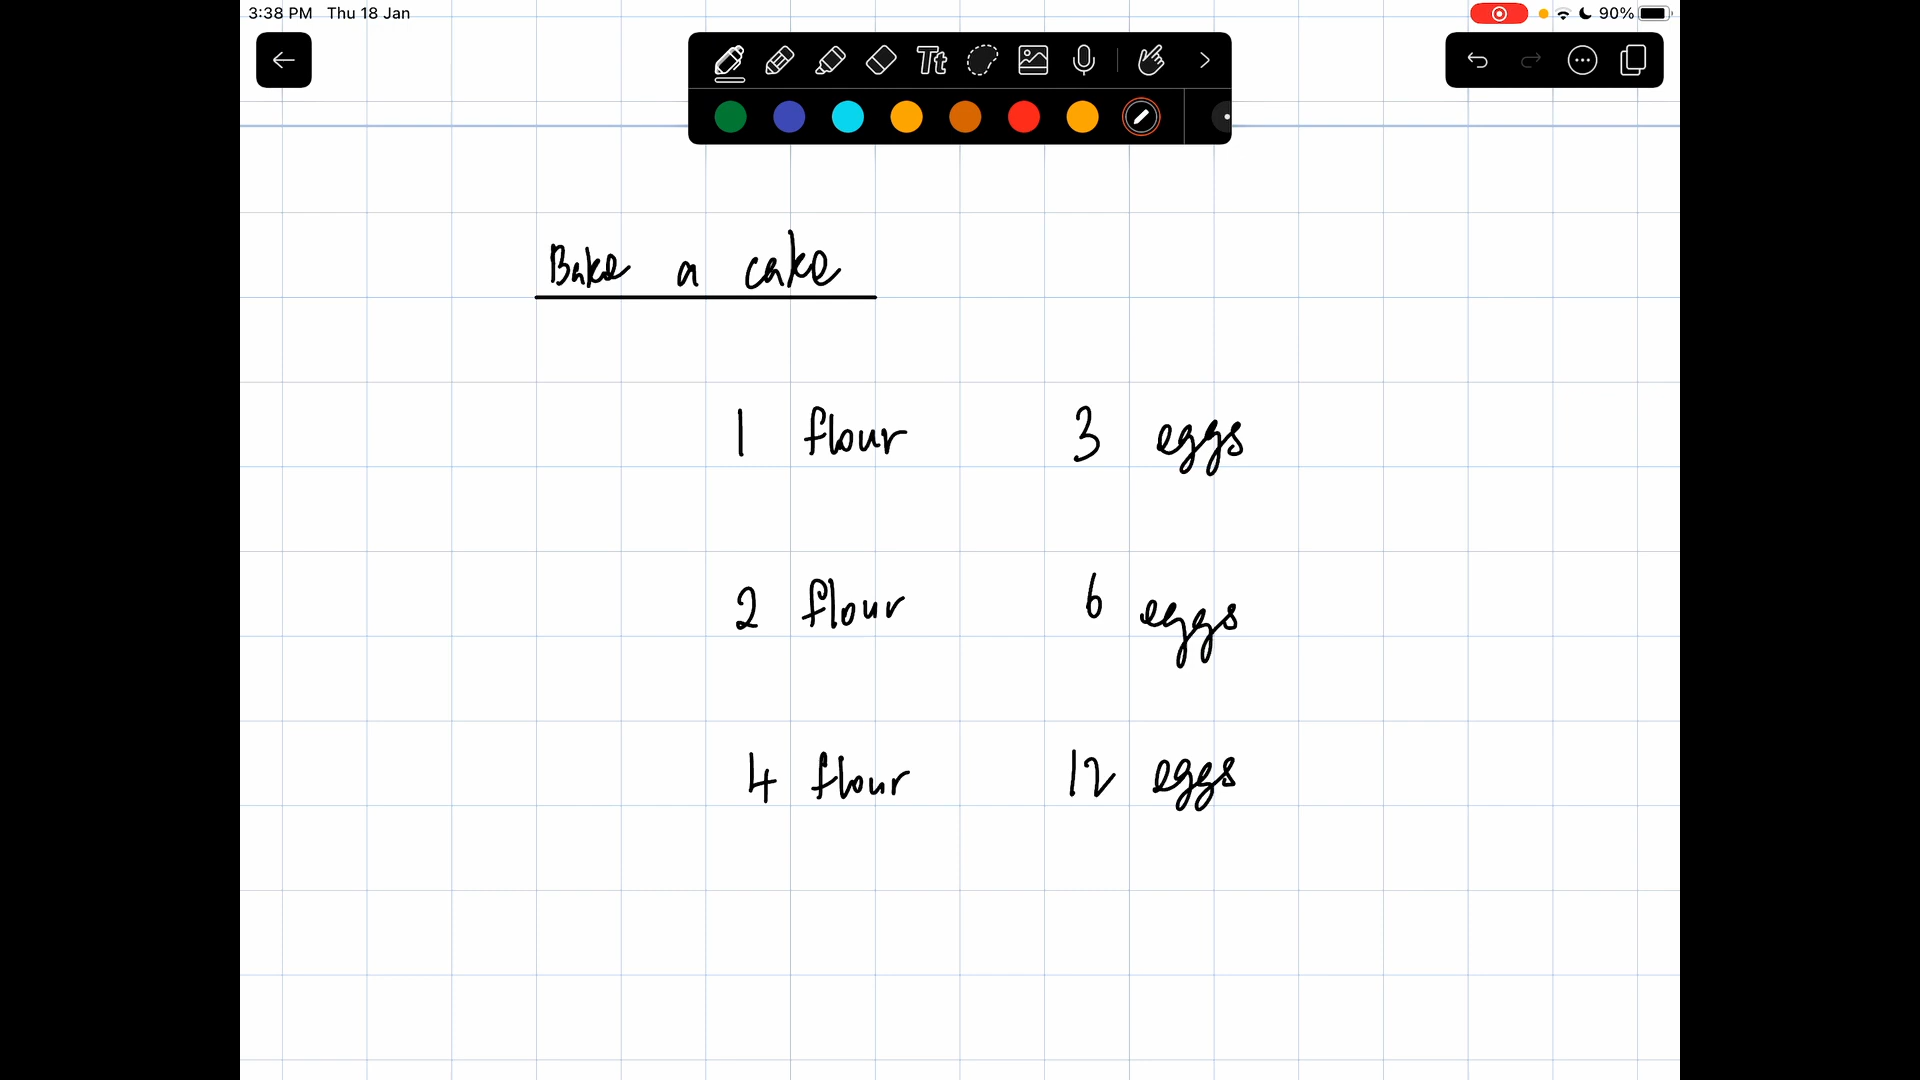 3:38 PM Thu 18 Jan 90%
Tt
Bake a cake
1 flour 3 eggs
2 flour 6 eggs
4 flour 12 eggs